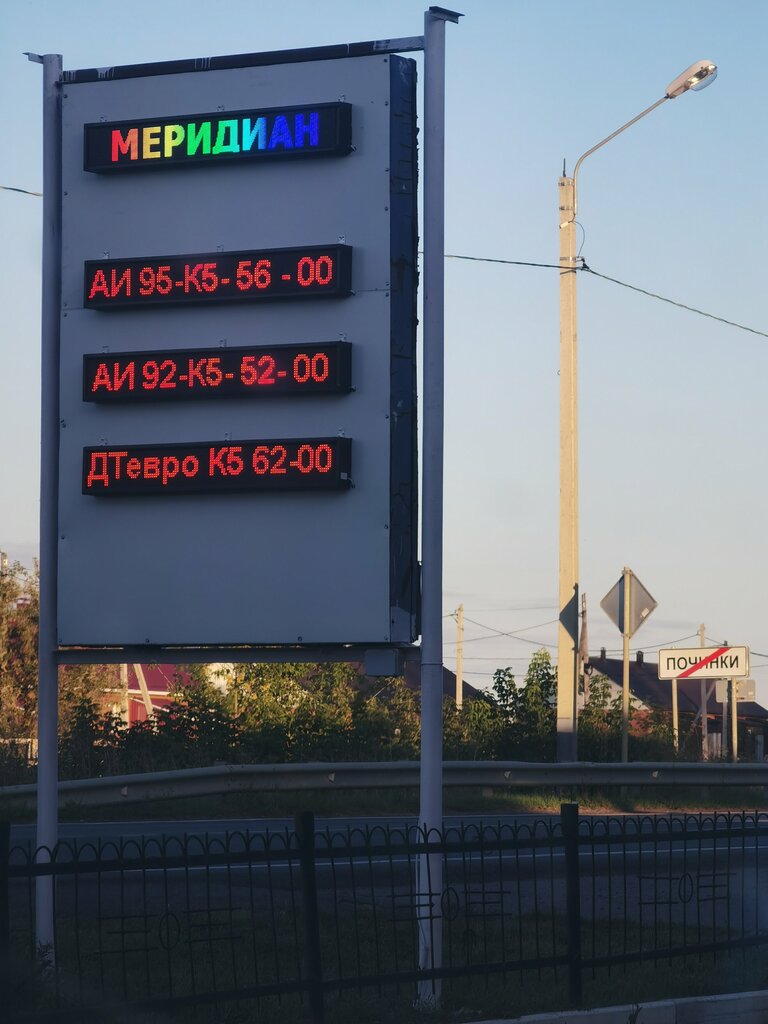 МЕРИДИАН
АИ 95-К5-56-00
АИ 92-К5-52-00
ДТевро К5 62-00
ПОЧИНКИ